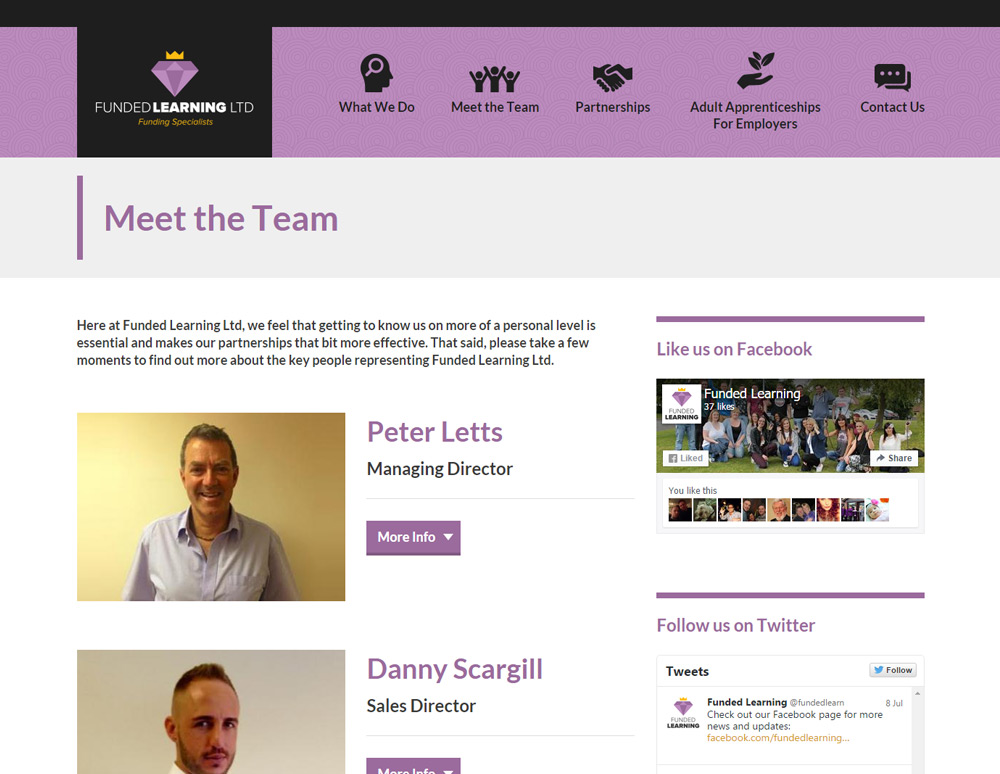 FUNDED LEARNING LTD
Funding Specialists
What We Do
Meet the Team
Partnerships
Adult Apprenticeships
For Employers
Contact Us
Meet the Team
Here at Funded Learning Ltd, we feel that getting to know us on more of a personal level is
essential and makes our partnerships that bit more effective. That said, please take a few
moments to find out more about the key people representing Funded Learning Ltd.
Peter Letts
Managing Director
More Info
Danny Scargill
Sales Director
More Info
Like us on Facebook
FUNDED
LEARNING
Funded Learning
37 likes
Liked
Share
You like this
Follow us on Twitter
Tweets
Follow
FUNDED
LEARNING
Funded Learning @fundedlearn
8 Jul
Check out our Facebook page for more
news and updates:
facebook.com/fundedlearning...